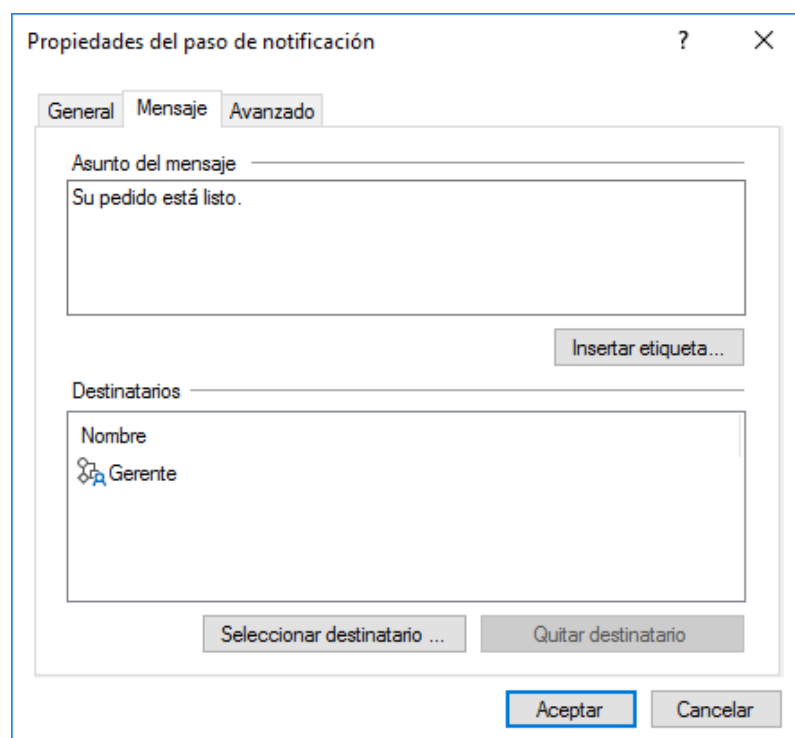 Propiedades del paso de notificación ?
General Mensaje Avanzado
Asunto del mensaje
Su pedido está listo.
Insertar etiqueta...
Destinatarios
Nombre
Gerente
Seleccionar destinatario ... Quitar destinatario
Aceptar Cancelar